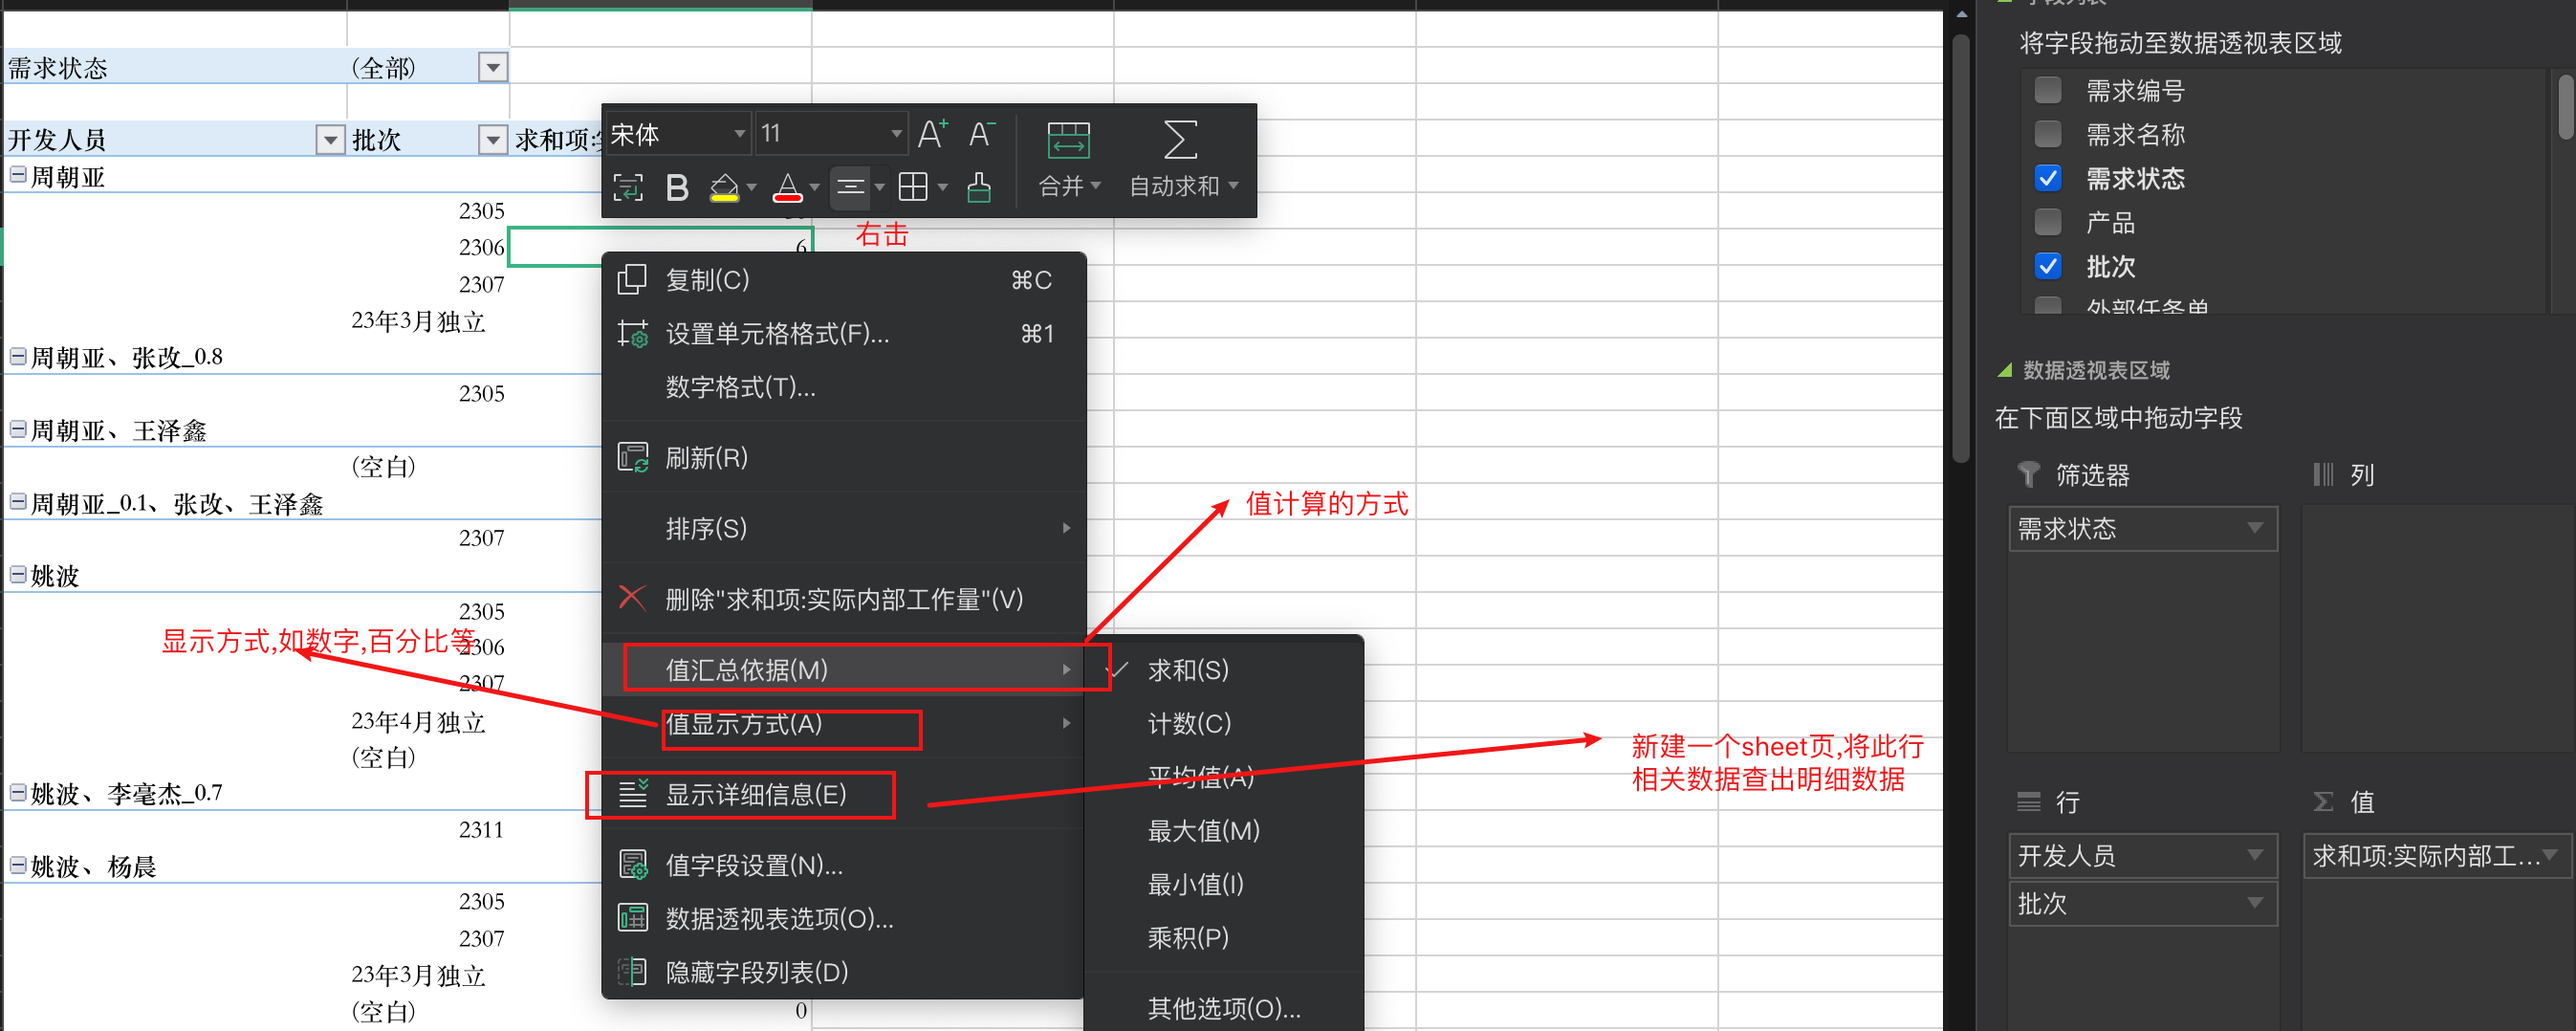 需求状态 (全部)
开发人员 批次 求和项:
周朝亚
2305
2306 6
2307
23年3月独立
周朝亚、张改_0.8
2305
周朝亚、王泽鑫
(空白)
周朝亚_0.1、张改、王泽鑫
2307
姚波
2305
2306
2307
23年4月独立
(空白)
姚波、李毫杰_0.7
2311
姚波、杨晨
2305
2307
23年3月独立
(空白) 0
宋体 11 A+ A-
B A 合并 自动求和
右击
复制(C) ⌘C
设置单元格格式(F)... ⌘1
数字格式(T)...
刷新(R)
排序(S)
删除"求和项:实际内部工作量"(V)
值汇总依据(M)
值显示方式(A)
显示详细信息(E)
值字段设置(N)...
数据透视表选项(O)...
隐藏字段列表(D)
求和(S)
计数(C)
平均值(A)
最大值(M)
最小值(I)
乘积(P)
其他选项(O)...
值计算的方式
显示方式,如数字,百分比等
新建一个sheet页,将此行
相关数据查出明细数据
字段列表
将字段拖动至数据透视表区域
需求编号
需求名称
需求状态
产品
批次
外部任务单
数据透视表区域
在下面区域中拖动字段
筛选器 列
需求状态
行 值
开发人员 求和项:实际内部工...
批次